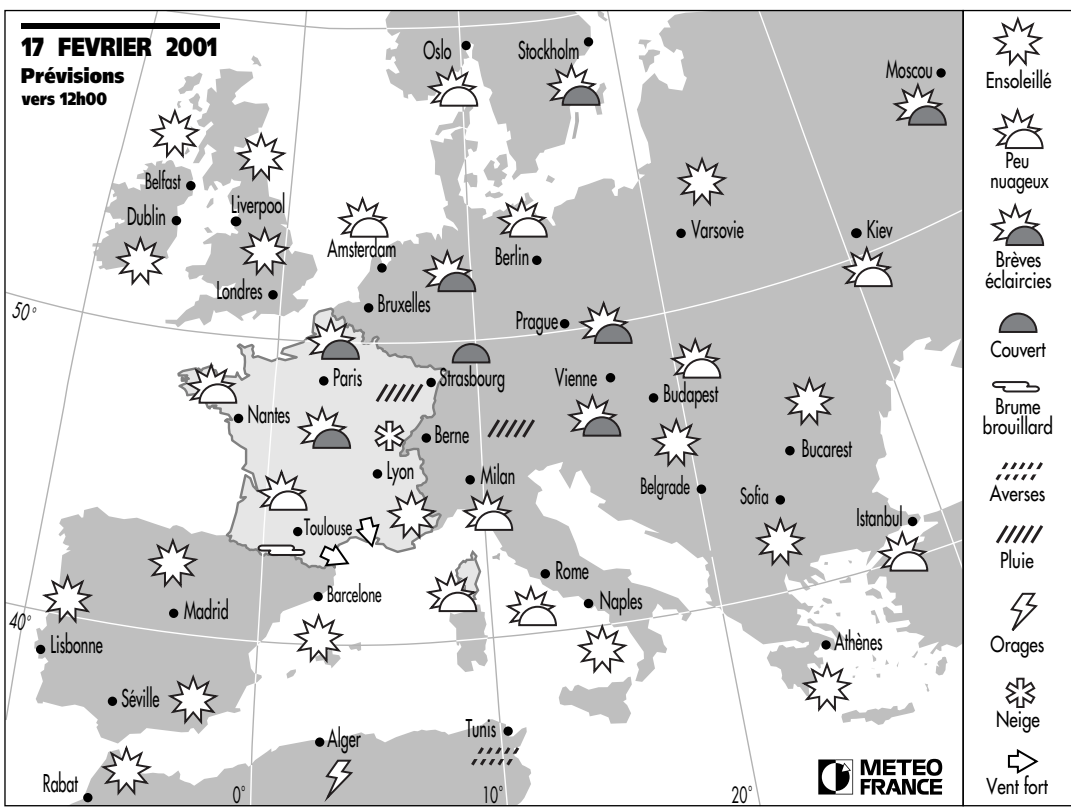 17 FEVRIER 2001
Prévisions
vers 12h00
Oslo
Stockholm
Moscou
Belfast
Dublin
Liverpool
Amsterdam
Berlin
Varsovie
Kiev
Londres
Bruxelles
50°
Prague
Paris
Strasbourg
Vienne
Budapest
Nantes
Berne
Bucarest
Lyon
Milan
Belgrade
Sofia
Toulouse
Istanbul
Rome
Barcelone
Naples
Madrid
40°
Lisbonne
Athènes
Séville
Alger
Tunis
Rabat
0°
10°
20°
METEO
FRANCE
Ensoleillé
Peu
nuageux
Brèves
éclaircies
Couvert
Brume
brouillard
Averses
Pluie
Orages
Neige
Vent fort